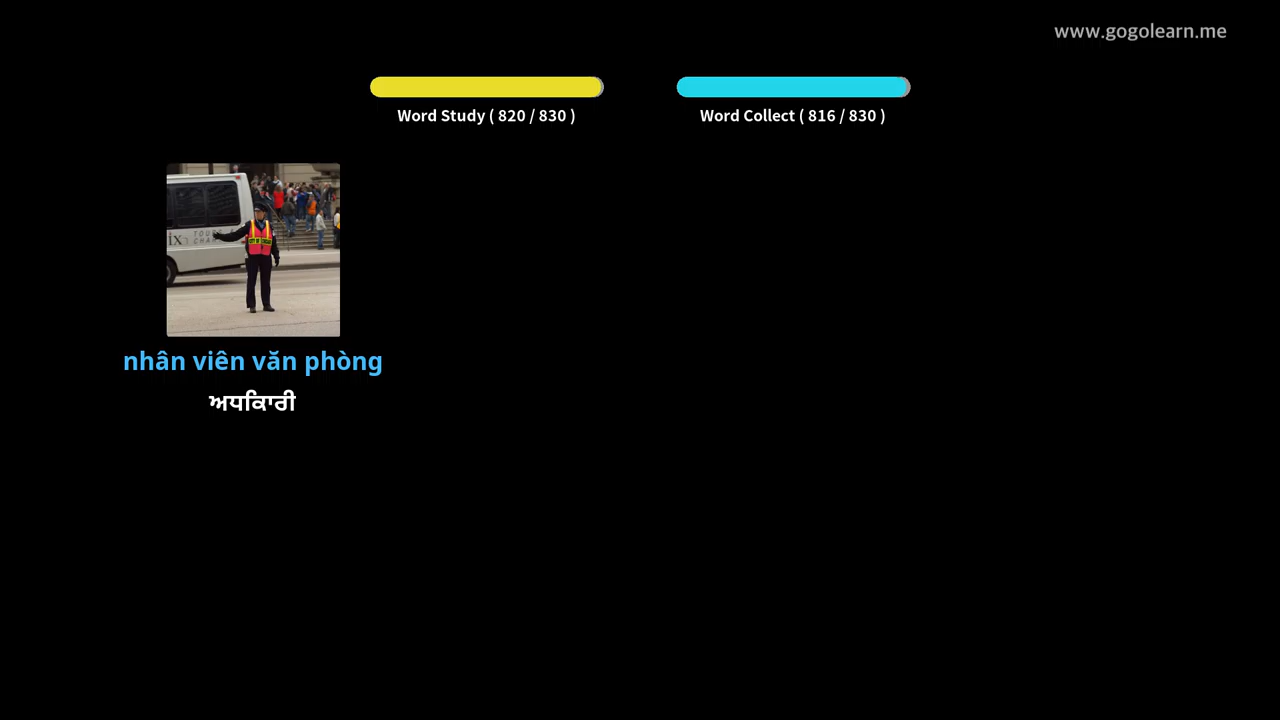 www.gogolearn.me
Word Study ( 820 / 830 )
Word Collect ( 816 / 830 )
nhân viên văn phòng
ਅਧਿਕਾਰੀ